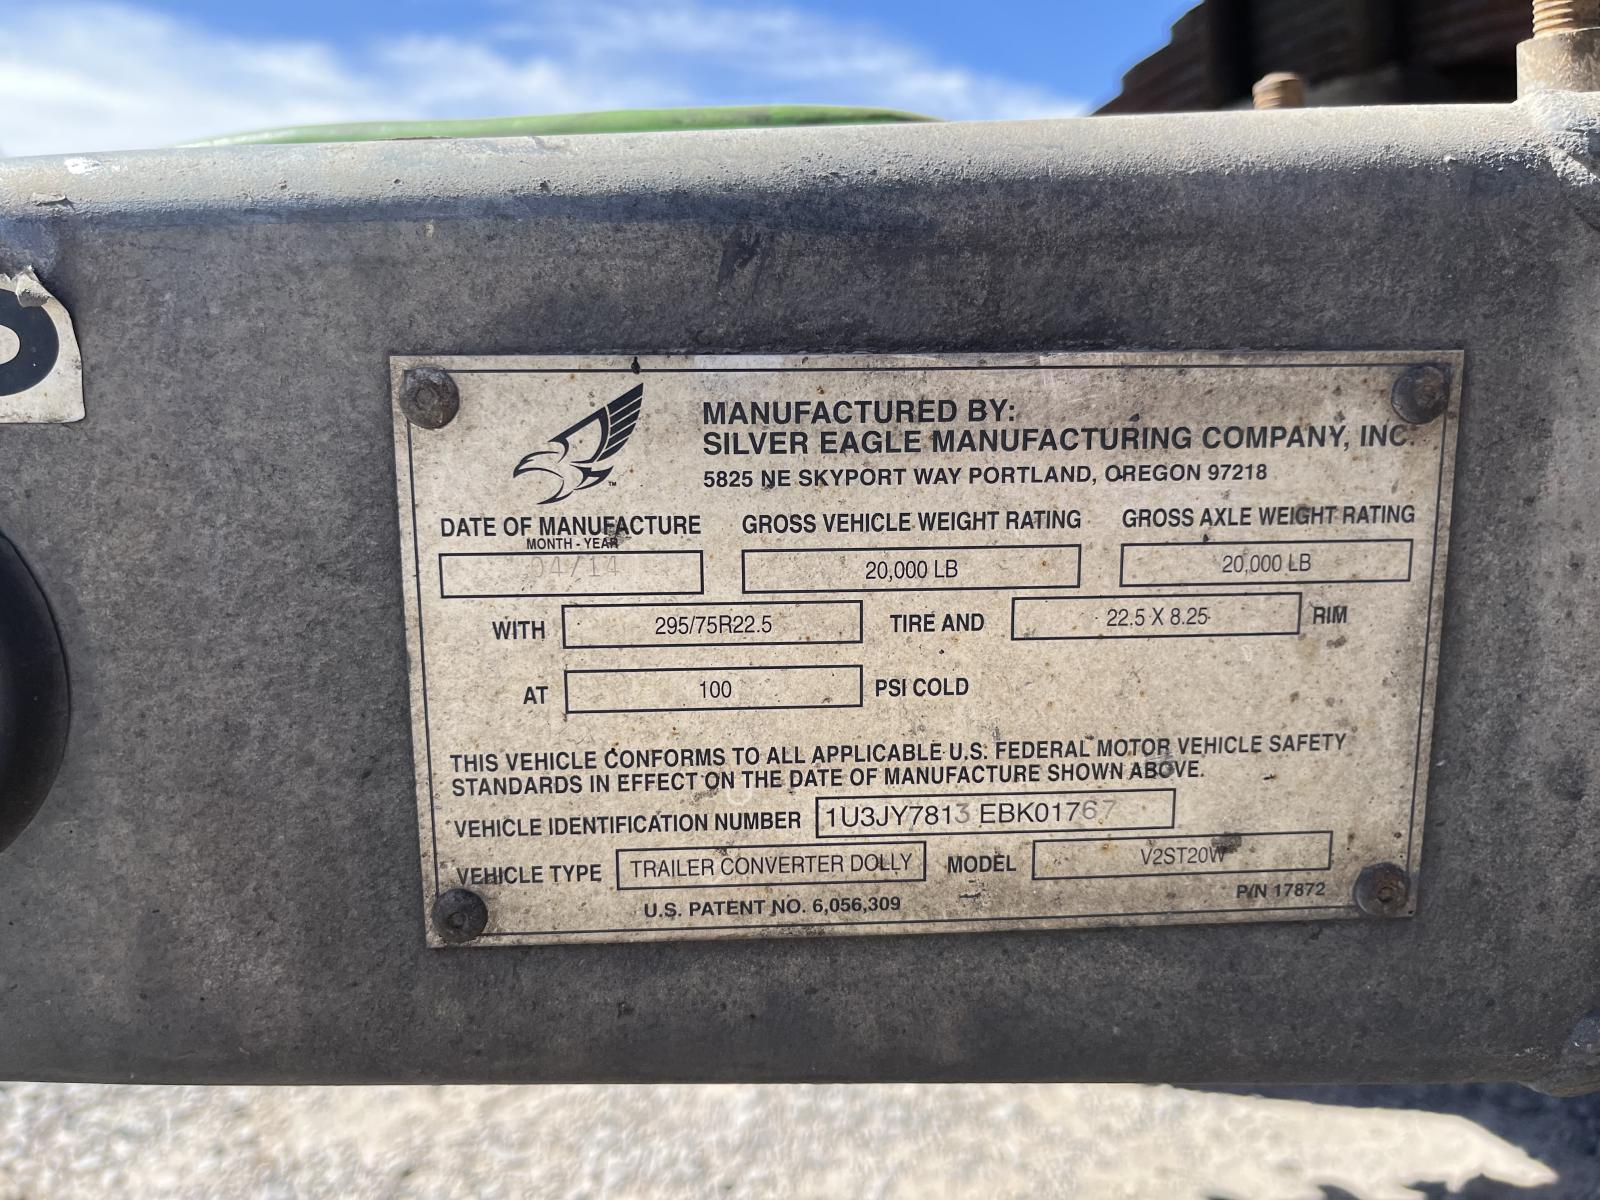 MANUFACTURED BY:
SILVER EAGLE MANUFACTURING COMPANY, INC.
5825 NE SKYPORT WAY PORTLAND, OREGON 97218
™
DATE OF MANUFACTURE GROSS VEHICLE WEIGHT RATING GROSS AXLE WEIGHT RATING
MONTH - YEAR
04/14 20,000 LB 20,000 LB
WITH 295/75R22.5 TIRE AND 22.5 X 8.25 RIM
AT 100 PSI COLD
THIS VEHICLE CONFORMS TO ALL APPLICABLE U.S. FEDERAL MOTOR VEHICLE SAFETY
STANDARDS IN EFFECT ON THE DATE OF MANUFACTURE SHOWN ABOVE.
VEHICLE IDENTIFICATION NUMBER 1U3JY7813 EBK01767
VEHICLE TYPE TRAILER CONVERTER DOLLY MODEL V2ST20W
U.S. PATENT NO. 6,056,309 P/N 17872